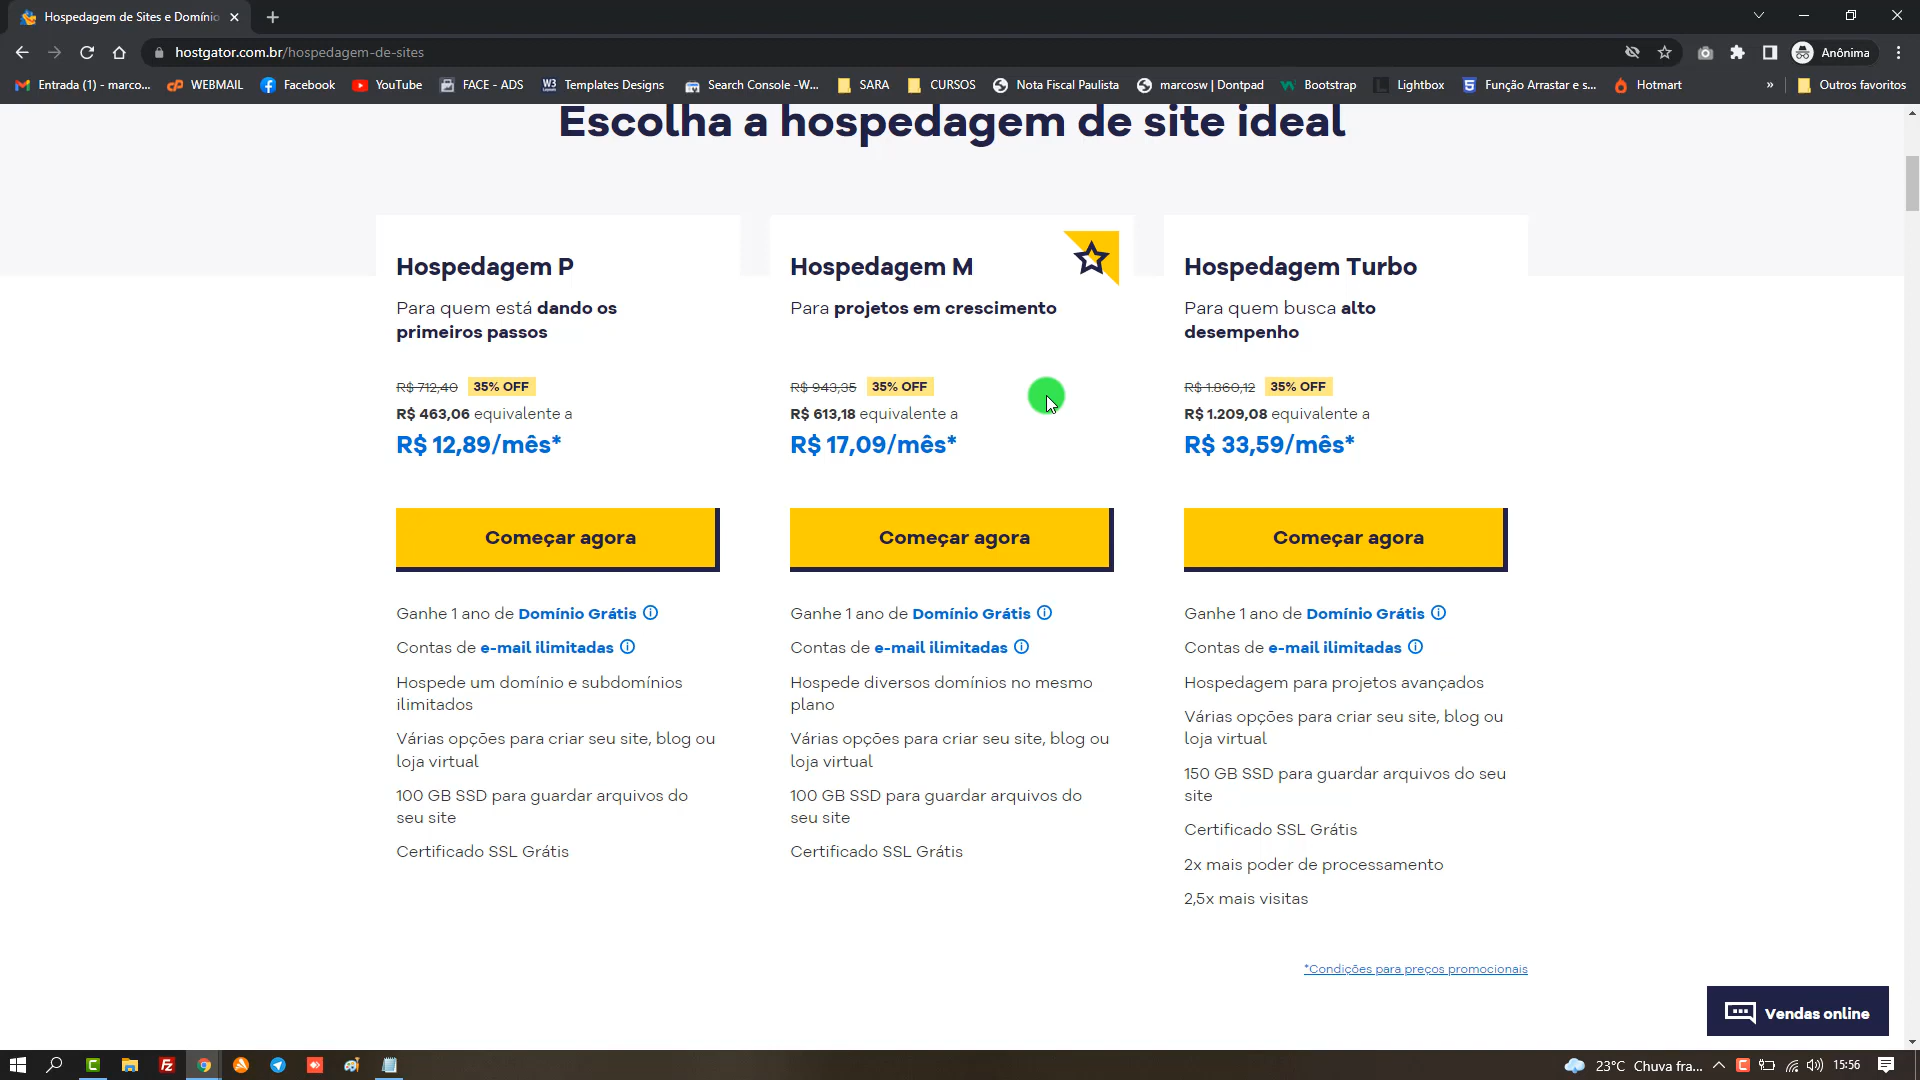 Hospedagem de Sites e Domínio
hostgator.com.br/hospedagem-de-sites
Anônima
Entrada (1) - marco...
WEBMAIL
Facebook
YouTube
FACE - ADS
Templates Designs
Search Console -W...
SARA
CURSOS
Nota Fiscal Paulista
marcosw | Dontpad
Bootstrap
Lightbox
Função Arrastar e s...
Hotmart
»
Outros favoritos
Escolha a hospedagem de site ideal
Hospedagem P
Para quem está dando os
primeiros passos
R$ 712,40 35% OFF
R$ 463,06 equivalente a
R$ 12,89/mês*
Começar agora
Ganhe 1 ano de Domínio Grátis
Contas de e-mail ilimitadas
Hospede um domínio e subdomínios
ilimitados
Várias opções para criar seu site, blog ou
loja virtual
100 GB SSD para guardar arquivos do
seu site
Certificado SSL Grátis
Hospedagem M
Para projetos em crescimento
R$ 943,35 35% OFF
R$ 613,18 equivalente a
R$ 17,09/mês*
Começar agora
Ganhe 1 ano de Domínio Grátis
Contas de e-mail ilimitadas
Hospede diversos domínios no mesmo
plano
Várias opções para criar seu site, blog ou
loja virtual
100 GB SSD para guardar arquivos do
seu site
Certificado SSL Grátis
Hospedagem Turbo
Para quem busca alto
desempenho
R$ 1.860,12 35% OFF
R$ 1.209,08 equivalente a
R$ 33,59/mês*
Começar agora
Ganhe 1 ano de Domínio Grátis
Contas de e-mail ilimitadas
Hospedagem para projetos avançados
Várias opções para criar seu site, blog ou
loja virtual
150 GB SSD para guardar arquivos do seu
site
Certificado SSL Grátis
2x mais poder de processamento
2,5x mais visitas
*Condições para preços promocionais
Vendas online
23°C Chuva fra...
15:56